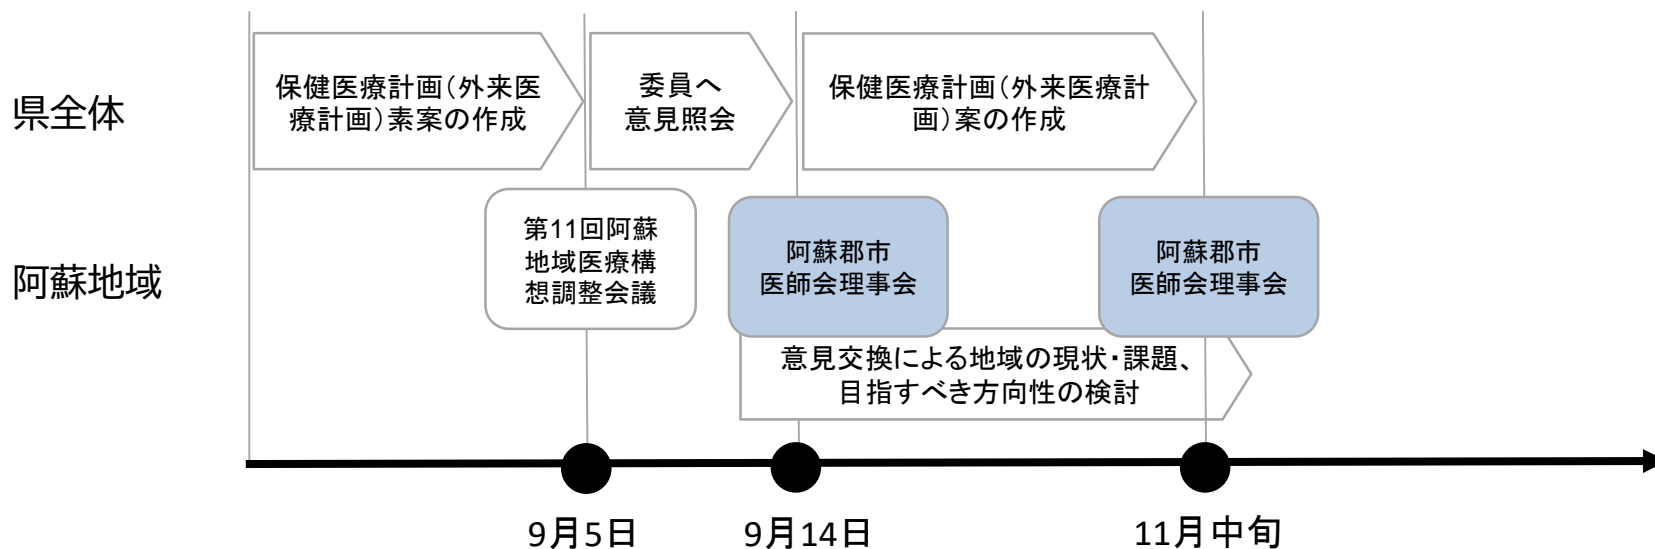 県全体
保健医療計画（外来医
療計画）素案の作成
委員へ
意見照会
保健医療計画（外来医療計
画）案の作成
阿蘇地域
第11回阿蘇
地域医療構
想調整会議
阿蘇郡市
医師会理事会
阿蘇郡市
医師会理事会
意見交換による地域の現状・課題、
目指すべき方向性の検討
9月5日
9月14日
11月中旬